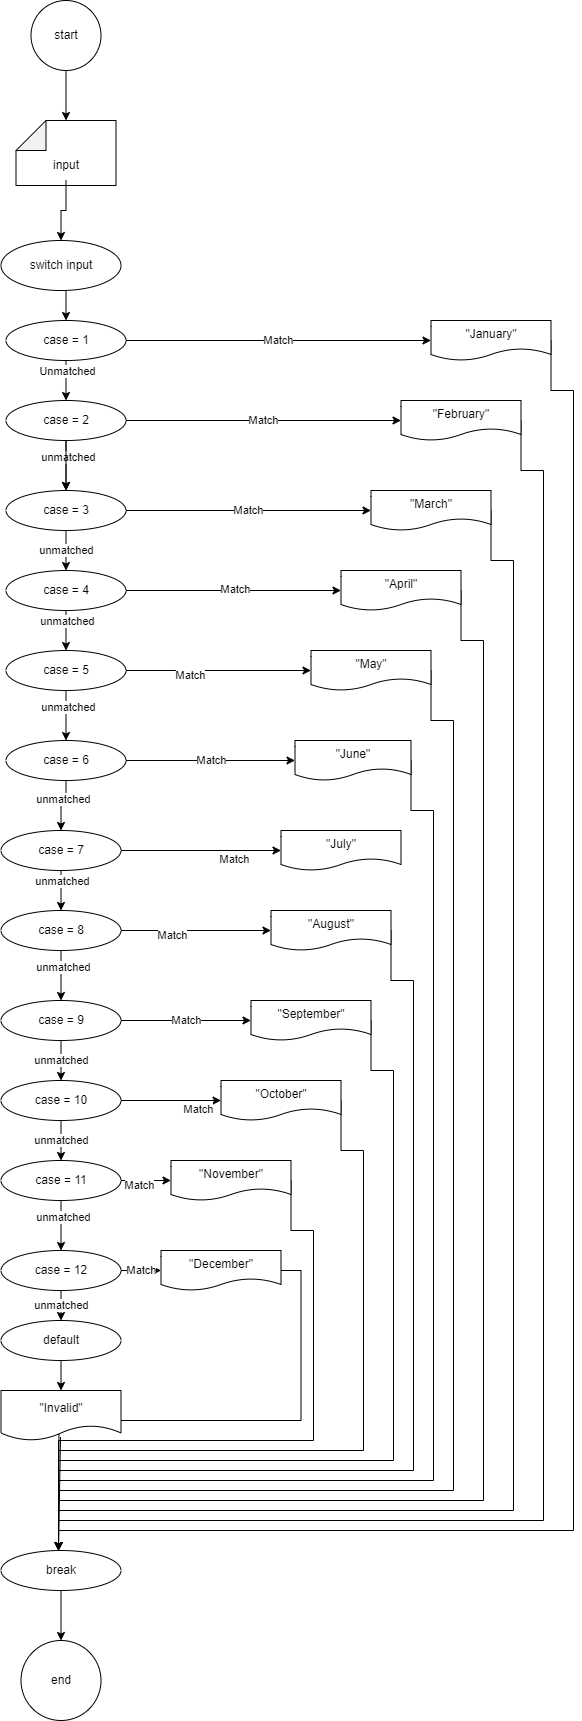 start
input
switch input
case = 1
Match
"January"
Unmatched
case = 2
Match
"February"
unmatched
case = 3
Match
"March"
unmatched
case = 4
Match
"April"
unmatched
case = 5
Match
"May"
unmatched
case = 6
Match
"June"
unmatched
case = 7
Match
"July"
unmatched
case = 8
Match
"August"
unmatched
case = 9
Match
"September"
unmatched
case = 10
Match
"October"
unmatched
case = 11
Match
"November"
unmatched
case = 12
Match
"December"
unmatched
default
"Invalid"
break
end